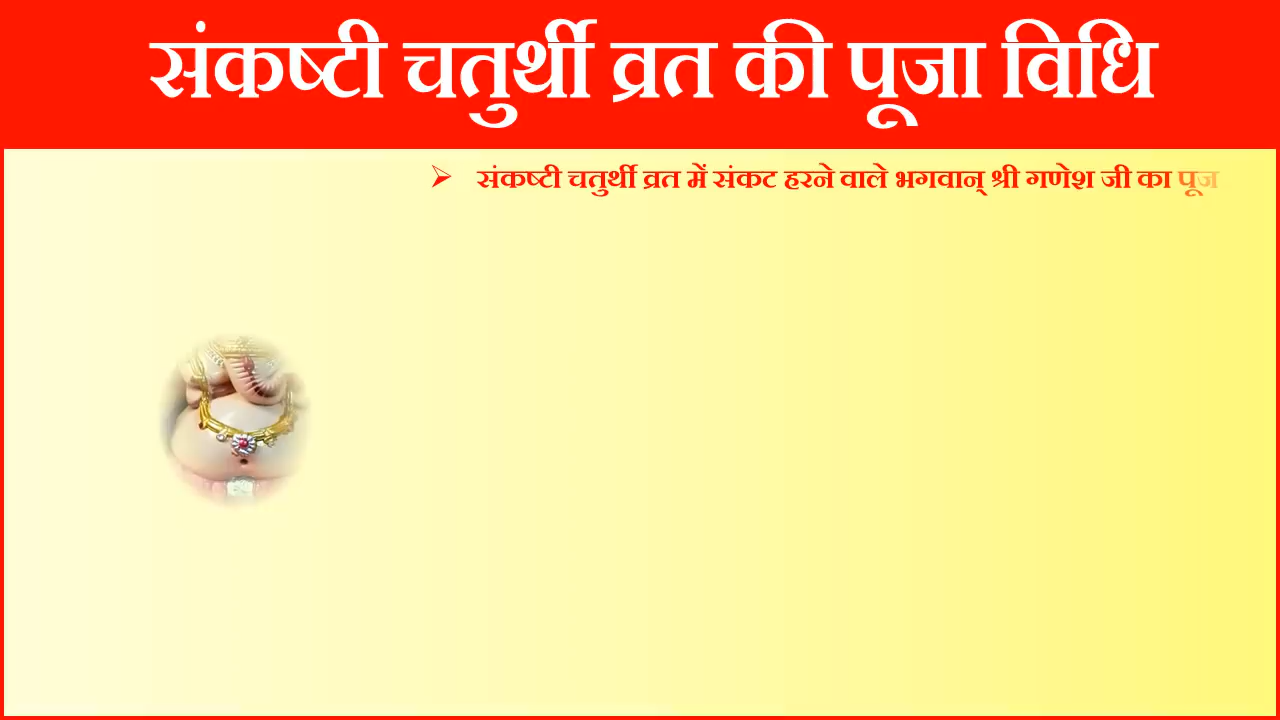 संकष्टी चतुर्थी व्रत की पूजा विधि
संकष्टी चतुर्थी व्रत में संकट हरने वाले भगवान् श्री गणेश जी का पूज